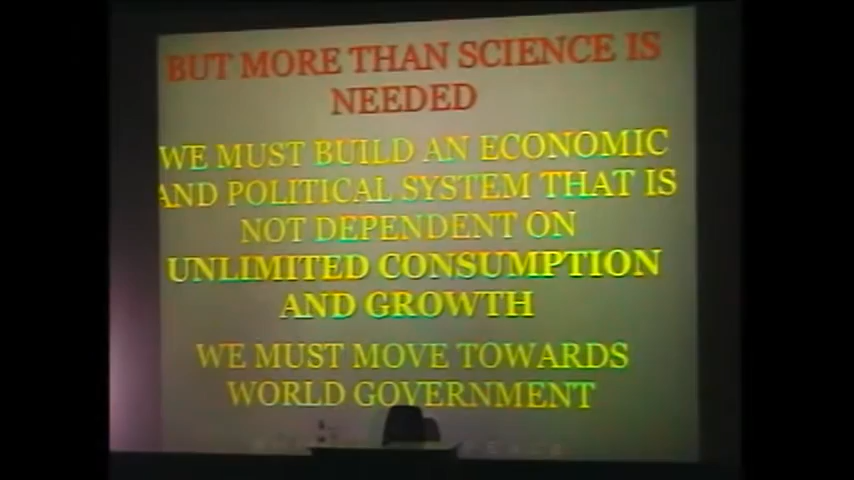 BUT MORE THAN SCIENCE IS
NEEDED
WE MUST BUILD AN ECONOMIC
AND POLITICAL SYSTEM THAT IS
NOT DEPENDENT ON
UNLIMITED CONSUMPTION
AND GROWTH
WE MUST MOVE TOWARDS
WORLD GOVERNMENT